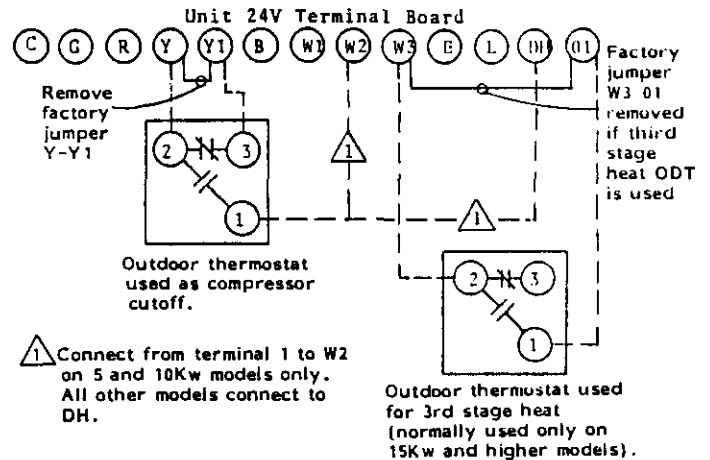 Unit 24V Terminal Board
C G R Y Y1 B W1 W2 W3 E L DH 01
Remove
factory
jumper
Y-Y1
Factory
jumper
W3 01
removed
if third
stage
heat ODT
is used
2 3
1
1
1
Outdoor thermostat
used as compressor
cutoff.
2 3
1
1 Connect from terminal 1 to W2
on 5 and 10Kw models only.
All other models connect to
DH.
Outdoor thermostat used
for 3rd stage heat
(normally used only on
15Kw and higher models).